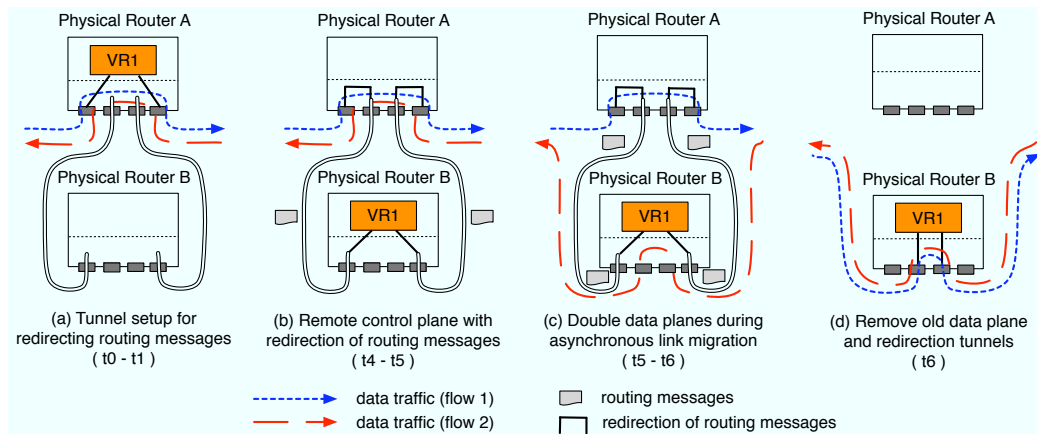 Physical Router A
Physical Router A
Physical Router A
Physical Router A
VR1
Physical Router B
Physical Router B
Physical Router B
Physical Router B
VR1
VR1
VR1
(a) Tunnel setup for
redirecting routing messages
( t0 - t1 )
(b) Remote control plane with
redirection of routing messages
( t4 - t5 )
(c) Double data planes during
asynchronous link migration
( t5 - t6 )
(d) Remove old data plane
and redirection tunnels
( t6 )
data traffic (flow 1)
data traffic (flow 2)
routing messages
redirection of routing messages